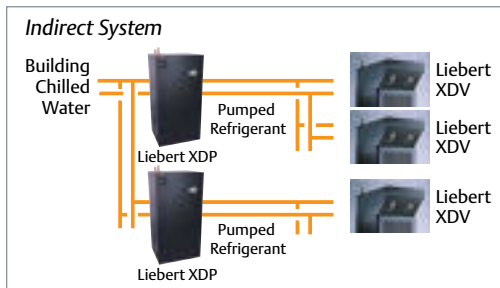 Indirect System
Building
Chilled
Water
Pumped
Refrigerant
Liebert XDP
Liebert
XDV
Liebert
XDV
Pumped
Refrigerant
Liebert XDP
Liebert
XDV